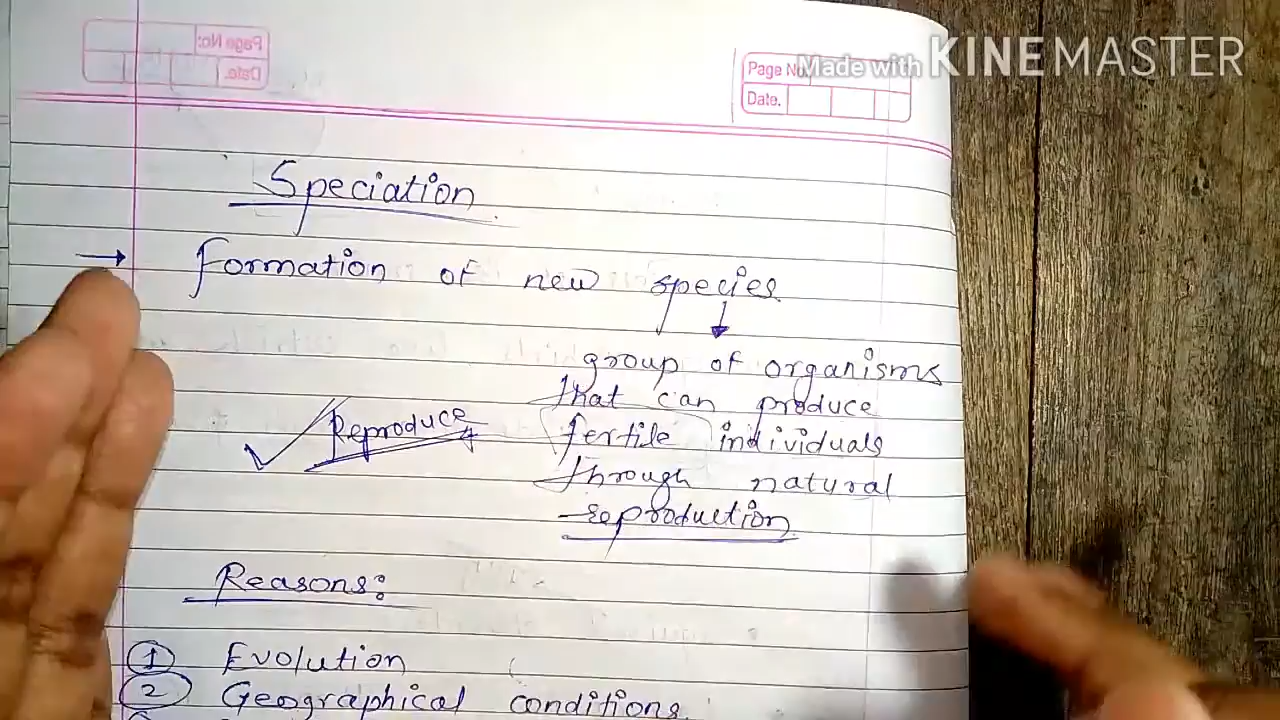 Page No:
Date.
Page No.
Date.
Made with KINEMASTER
Speciation
→ Formation of new species
group of organisms
that can produce
Reproduce
fertile individuals
through natural
reproduction
Reasons:
1 Evolution
2 Geographical conditions.